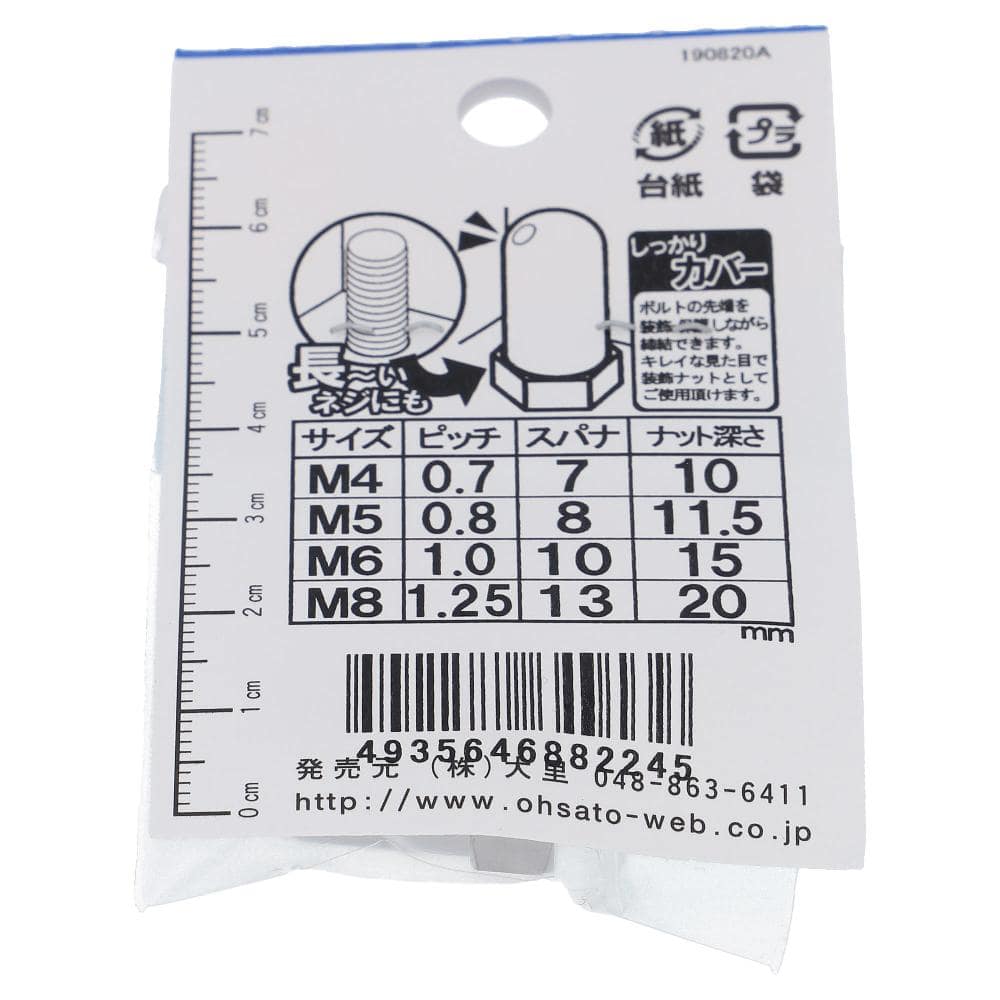 190820A
紙 プラ
台紙 袋
7cm
6cm
5cm
4cm
3cm
2cm
1cm
0cm
長〜い
ネジにも
しっかり
カバー
ボルトの先端を
装飾 しながら
締結できます。
キレイな見た目で
装飾ナットとして
ご使用頂けます。
サイズ ピッチ スパナ ナット深さ
M4 0.7 7 10
M5 0.8 8 11.5
M6 1.0 10 15
M8 1.25 13 20
mm
4935646882245
発売元 (株)大里 048-863-6411
http://www.ohsato-web.co.jp